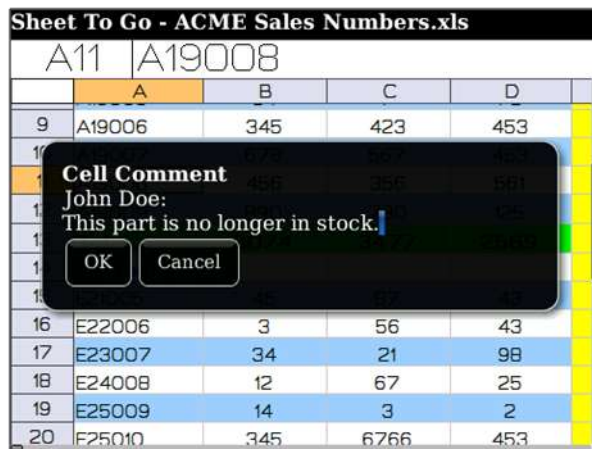 Sheet To Go - ACME Sales Numbers.xls
A11 A19008
A B C D
9 A19006 345 423 453
Cell Comment
John Doe:
This part is no longer in stock.
OK Cancel
16 E22006 3 56 43
17 E23007 34 21 98
18 E24008 12 67 25
19 E25009 14 3 2
20 E25010 345 6766 453